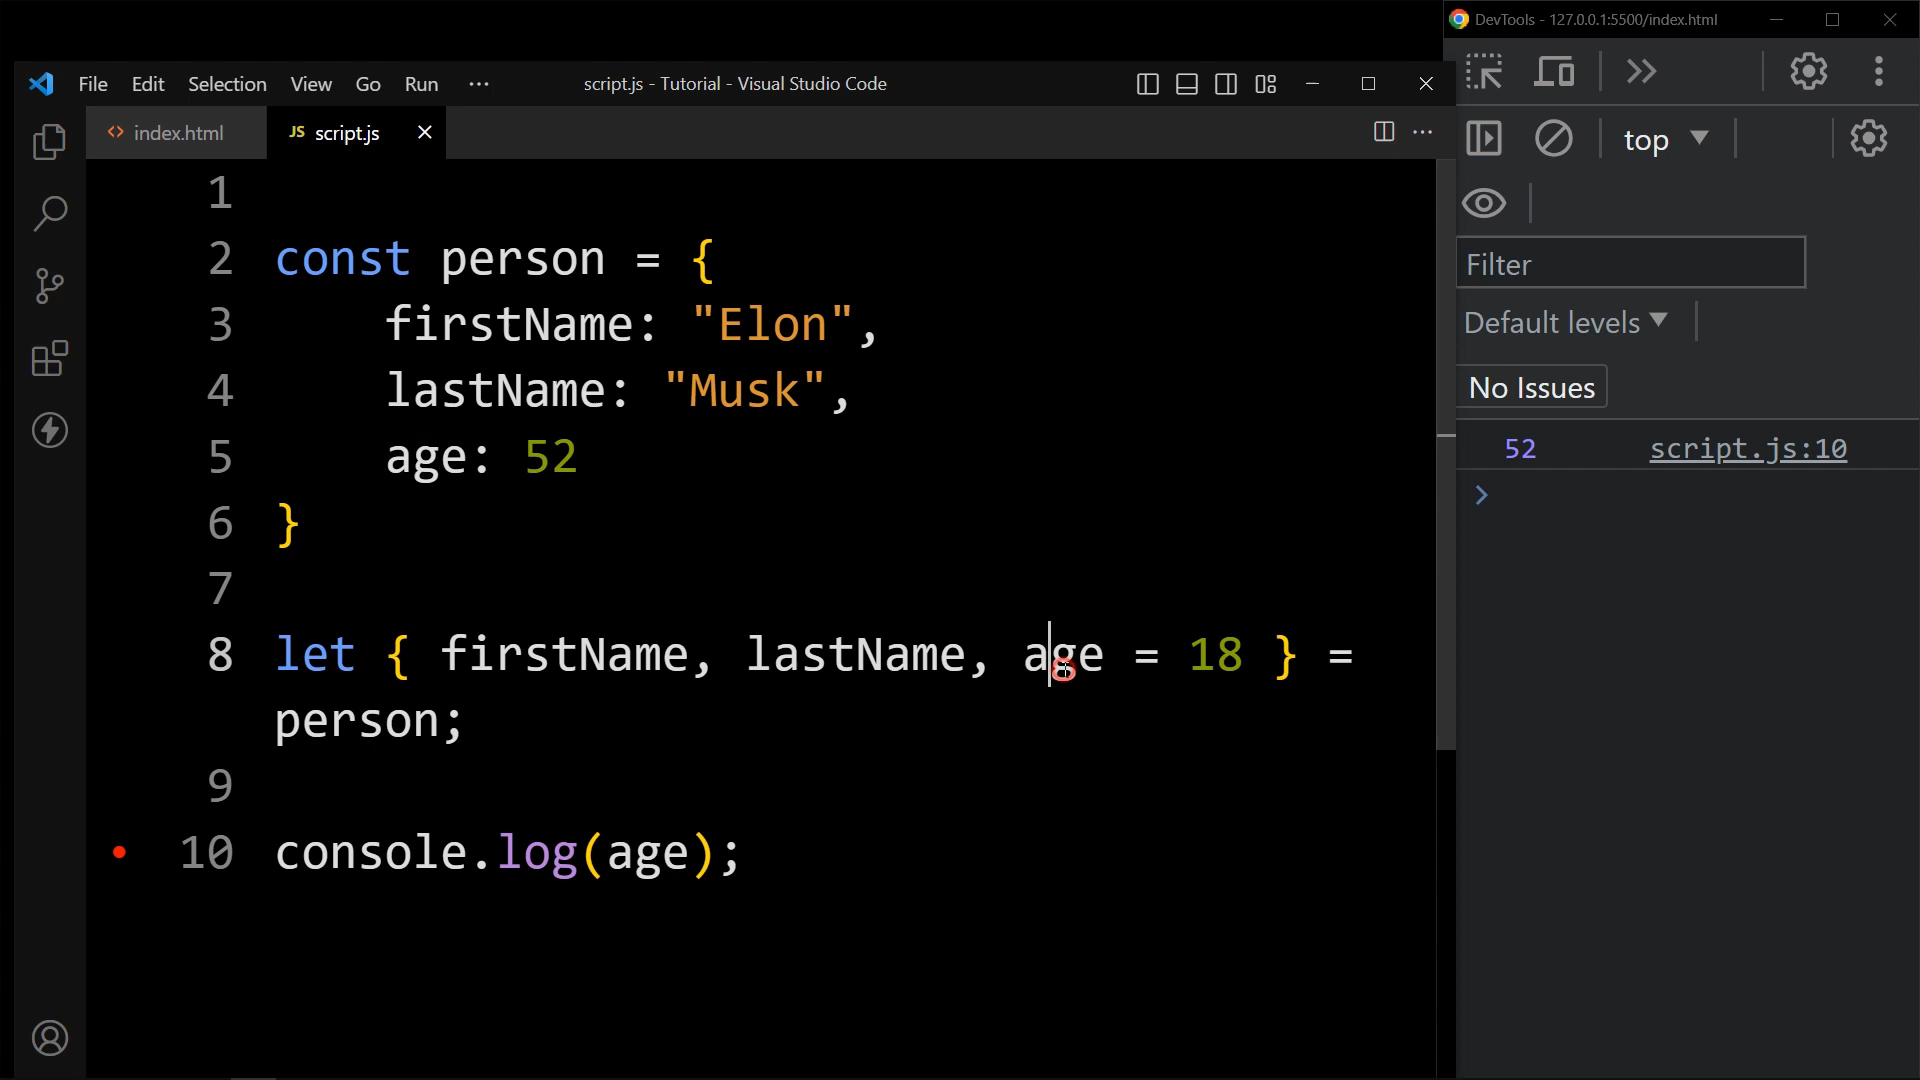 DevTools - 127.0.0.1:5500/index.html
File Edit Selection View Go Run ··· script.js - Tutorial - Visual Studio Code
<> index.html JS script.js
top
Filter
Default levels
No Issues
52 script.js:10
1
2 const person = {
3 firstName: "Elon",
4 lastName: "Musk",
5 age: 52
6 }
7
8 let { firstName, lastName, age = 18 } =
person;
9
10 console.log(age);